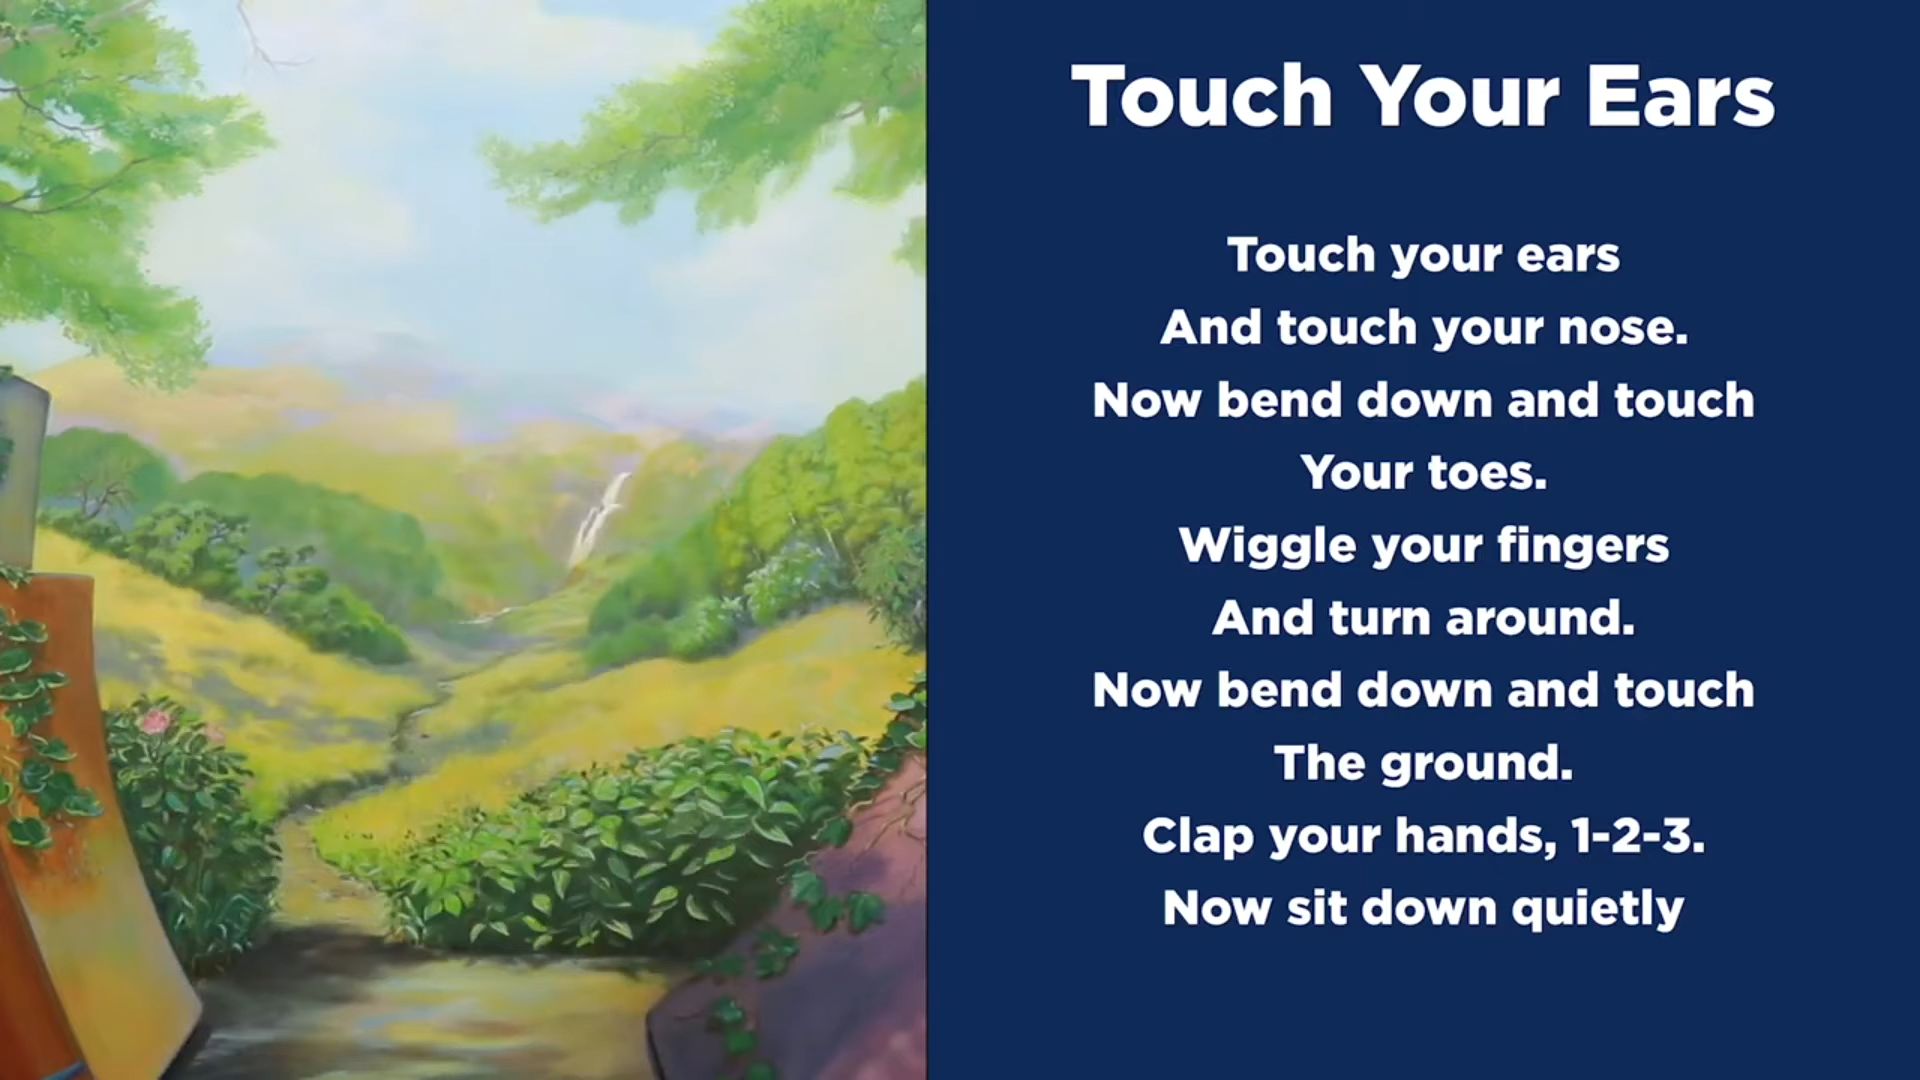 Touch Your Ears
Touch your ears
And touch your nose.
Now bend down and touch
Your toes.
Wiggle your fingers
And turn around.
Now bend down and touch
The ground.
Clap your hands, 1-2-3.
Now sit down quietly